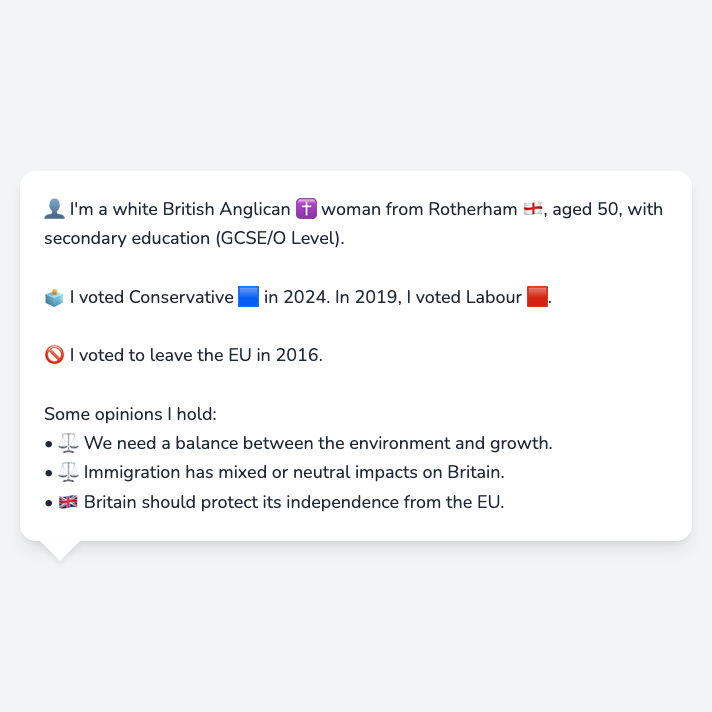 👤 I'm a white British Anglican ✝️ woman from Rotherham 🏴󠁧󠁢󠁥󠁮󠁧󠁿, aged 50, with
secondary education (GCSE/O Level).
🗳️ I voted Conservative 🟦 in 2024. In 2019, I voted Labour 🟥.
🚫 I voted to leave the EU in 2016.
Some opinions I hold:
• ⚖️ We need a balance between the environment and growth.
• ⚖️ Immigration has mixed or neutral impacts on Britain.
• 🇬🇧 Britain should protect its independence from the EU.